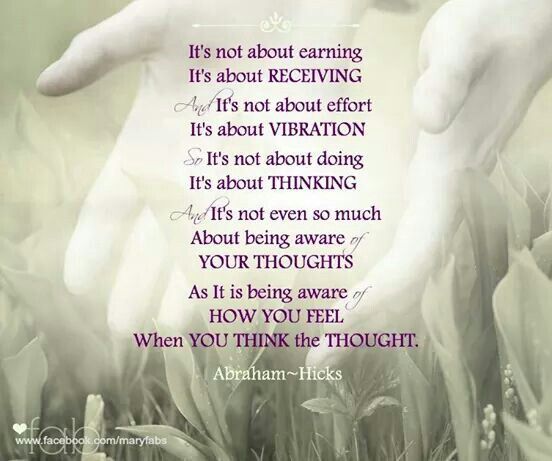 It's not about earning
It's about RECEIVING
And It's not about effort
It's about VIBRATION
So It's not about doing
It's about THINKING
And It's not even so much
About being aware of
YOUR THOUGHTS
As It is being aware of
HOW YOU FEEL
When YOU THINK the THOUGHT.
Abraham~Hicks
fab
www.facebook.com/maryfabs